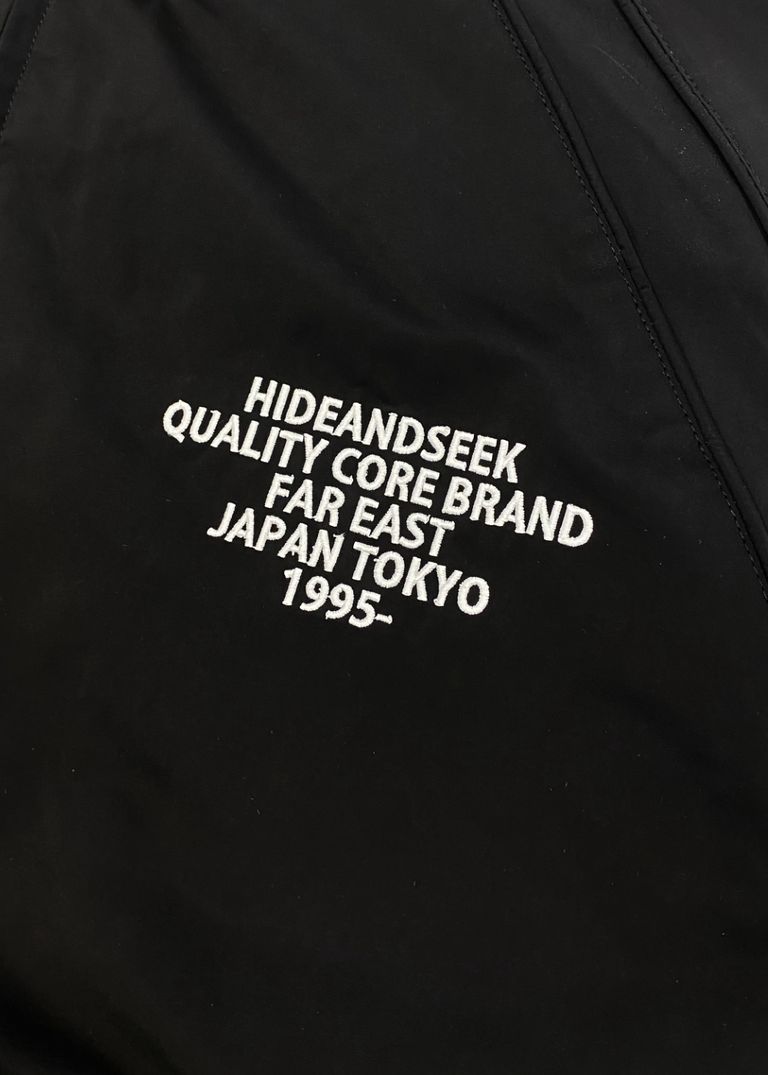 HIDEANDSEEK
QUALITY CORE BRAND
FAR EAST
JAPAN TOKYO
1995-